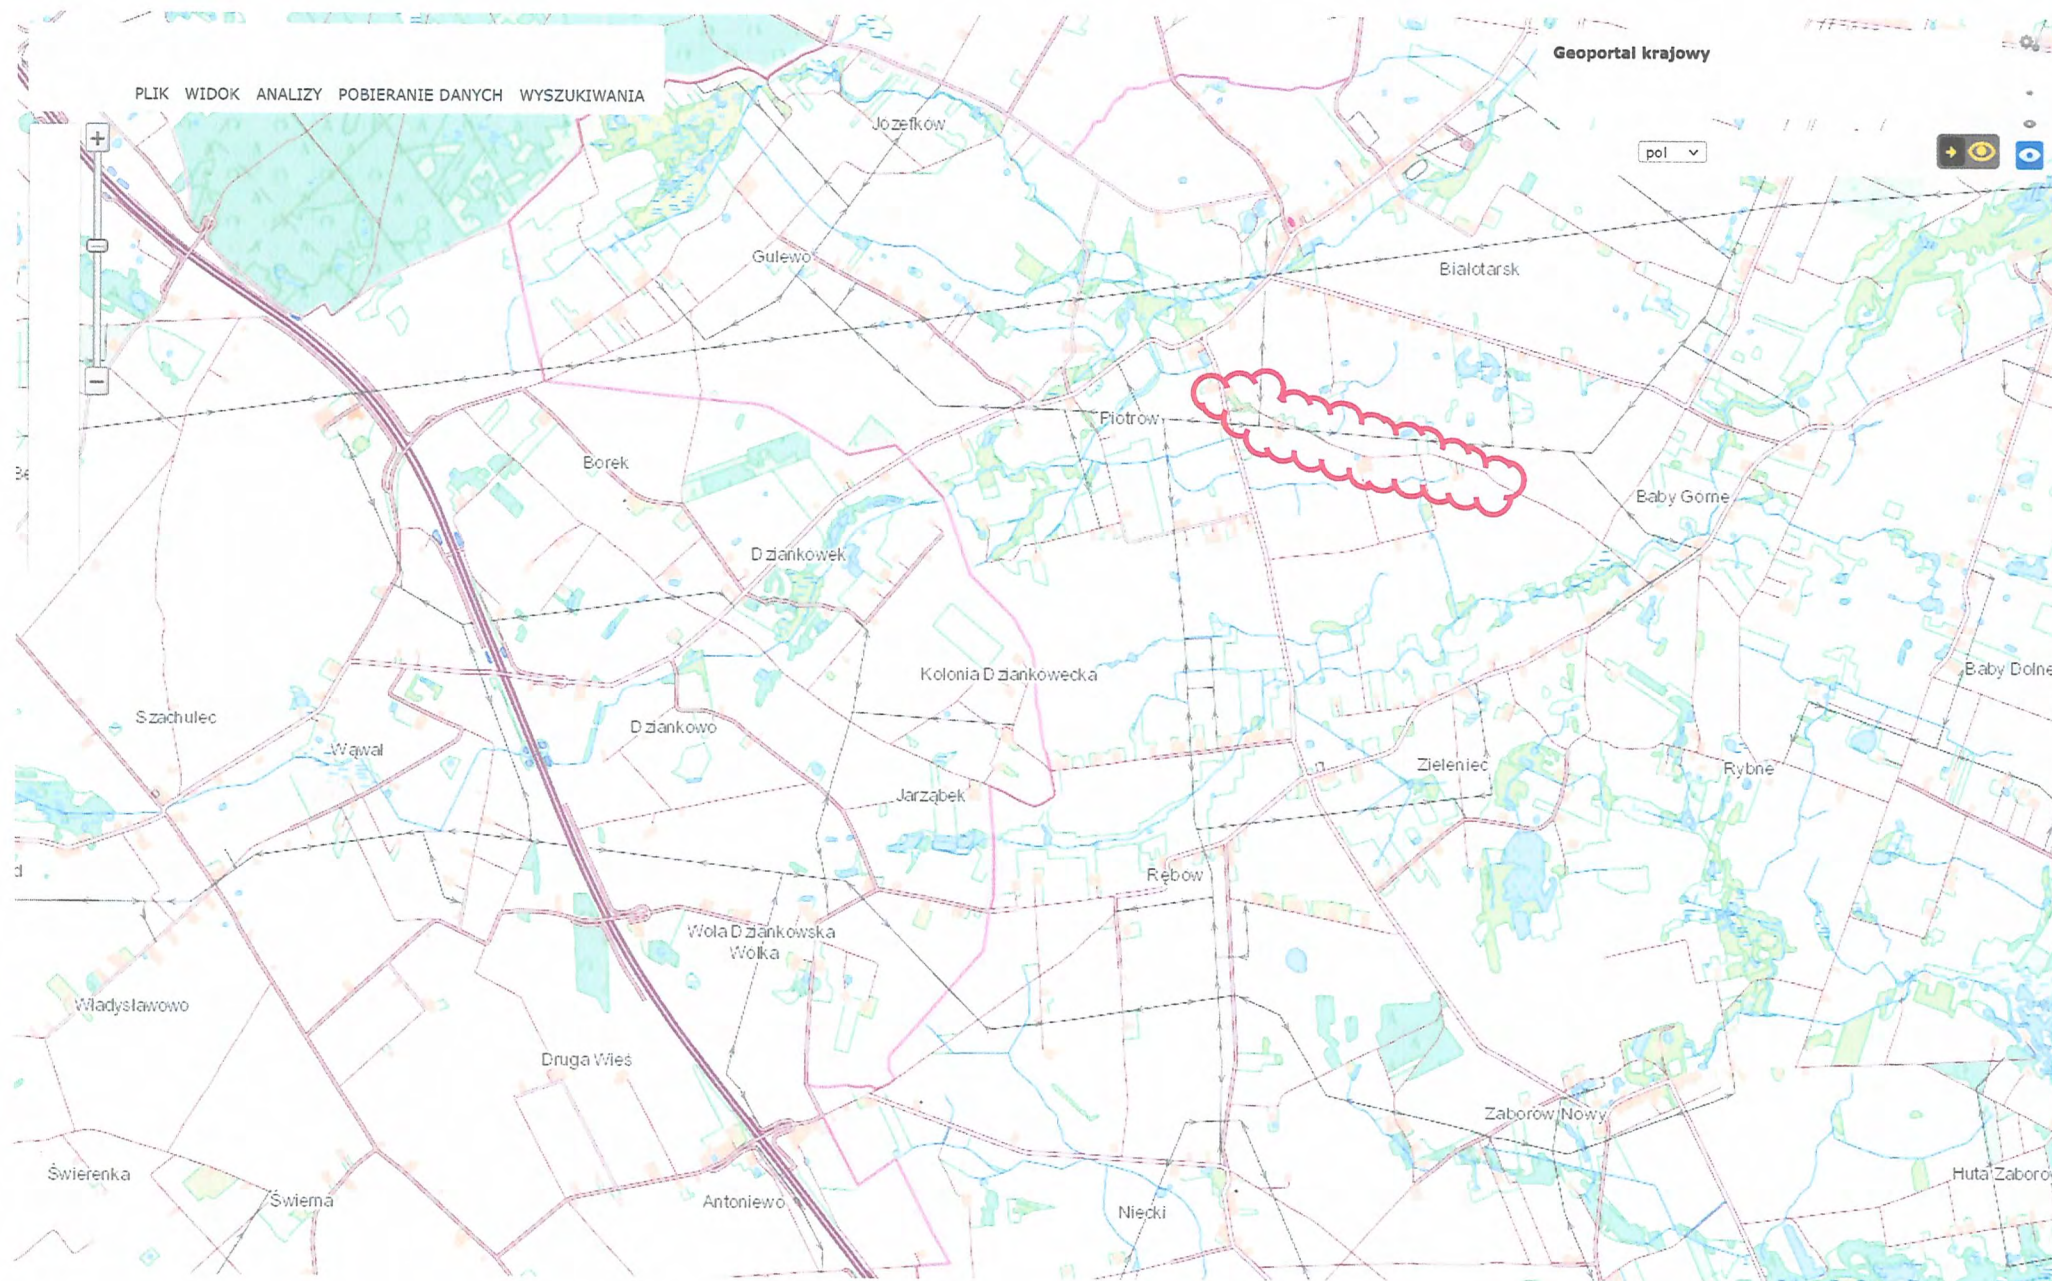 Geoportal krajowy
PLIK WIDOK ANALIZY POBIERANIE DANYCH WYSZUKIWANIA
pol
Józefków
Gulewo
Białotarsk
Piotrów
Borek
Baby Górne
Dziankówek
Kolonia Dziankowecka
Baby Dolne
Szachulec
Dziankowo
Wąwał
Zieleniec
Rybne
Jarząbek
Rębów
Wola Dziankowska
Wólka
Władysławowo
Druga Wieś
Zaborów Nowy
Świerenka
Huta Zaboro
Świerna
Antoniewo
Niecki